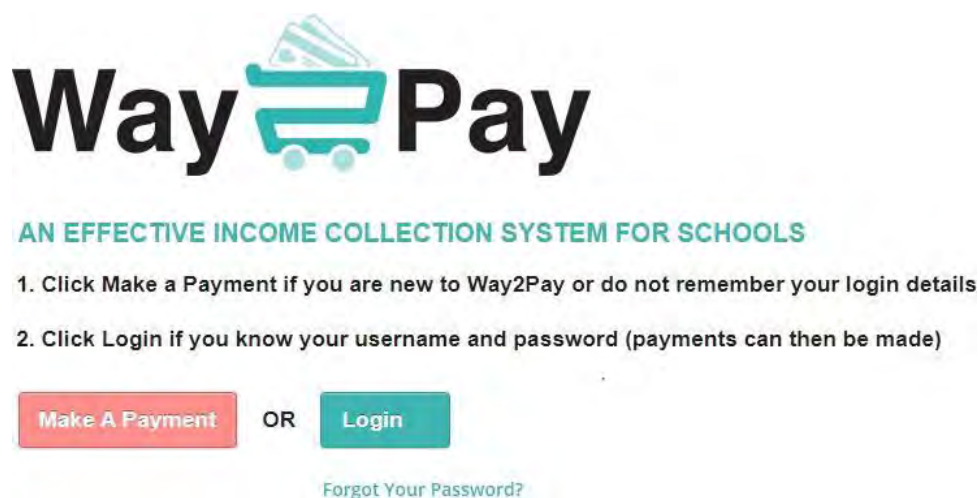 Way2Pay
AN EFFECTIVE INCOME COLLECTION SYSTEM FOR SCHOOLS
1. Click Make a Payment if you are new to Way2Pay or do not remember your login details
2. Click Login if you know your username and password (payments can then be made)
Make A Payment OR Login
Forgot Your Password?